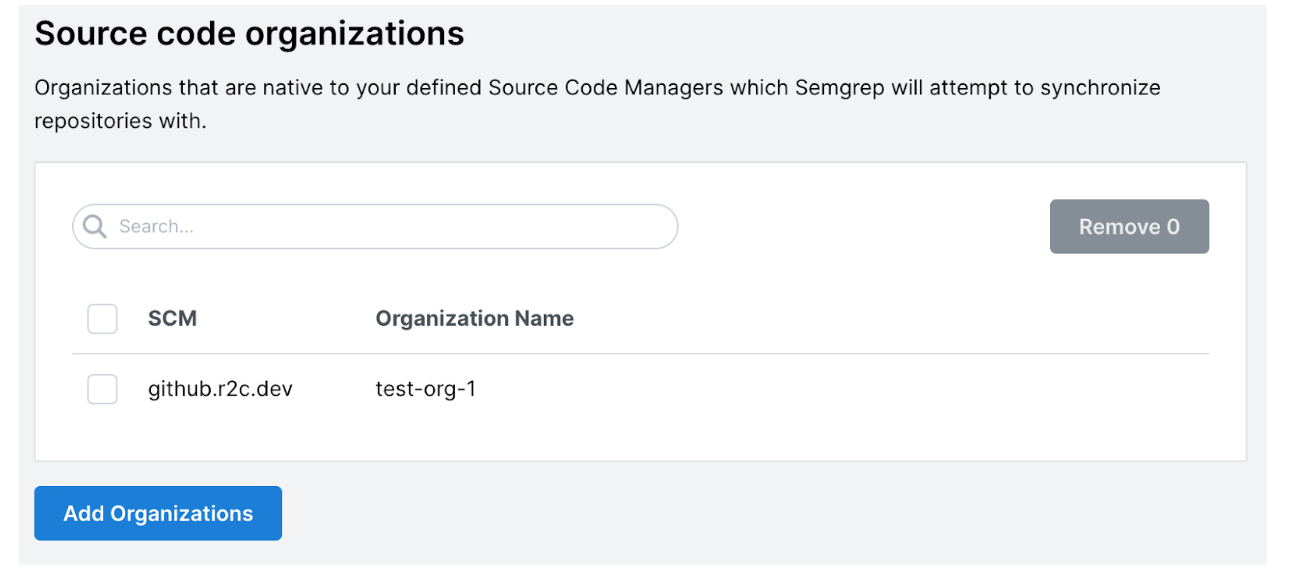 Source code organizations
Organizations that are native to your defined Source Code Managers which Semgrep will attempt to synchronize
repositories with.
Search...
Remove 0
SCM Organization Name
github.r2c.dev test-org-1
Add Organizations